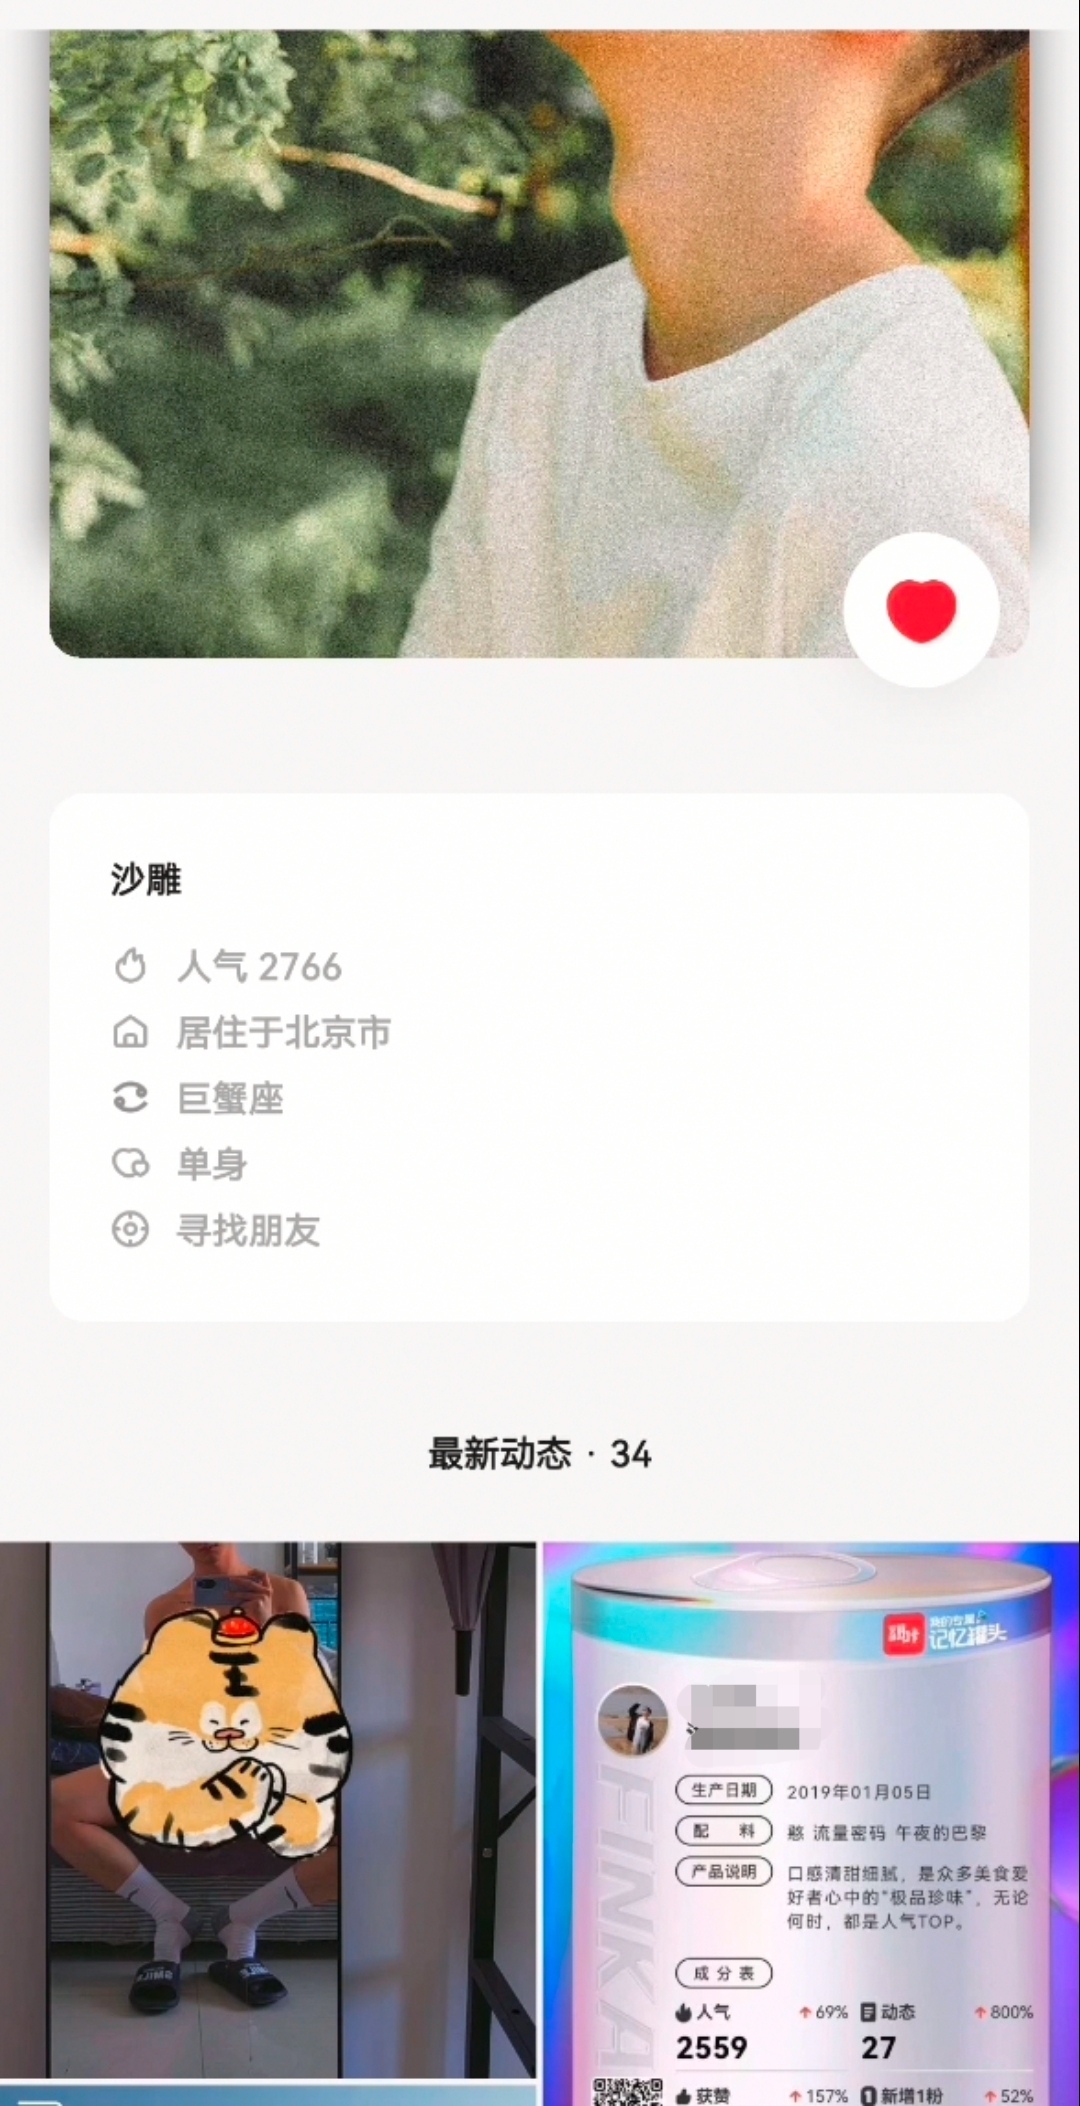 沙雕
人气 2766
居住于北京市
巨蟹座
单身
寻找朋友
最新动态 · 34
我的专属
记忆罐头
生产日期 2019年01月05日
配 料 憨 流量密码 午夜的巴黎
产品说明 口感清甜细腻，是众多美食爱
好者心中的“极品珍味”，无论
何时，都是人气TOP。
成分表
人气 ↑69% 动态 ↑800%
2559 27
获赞 ↑157% 新增1粉 ↑52%
FINKA